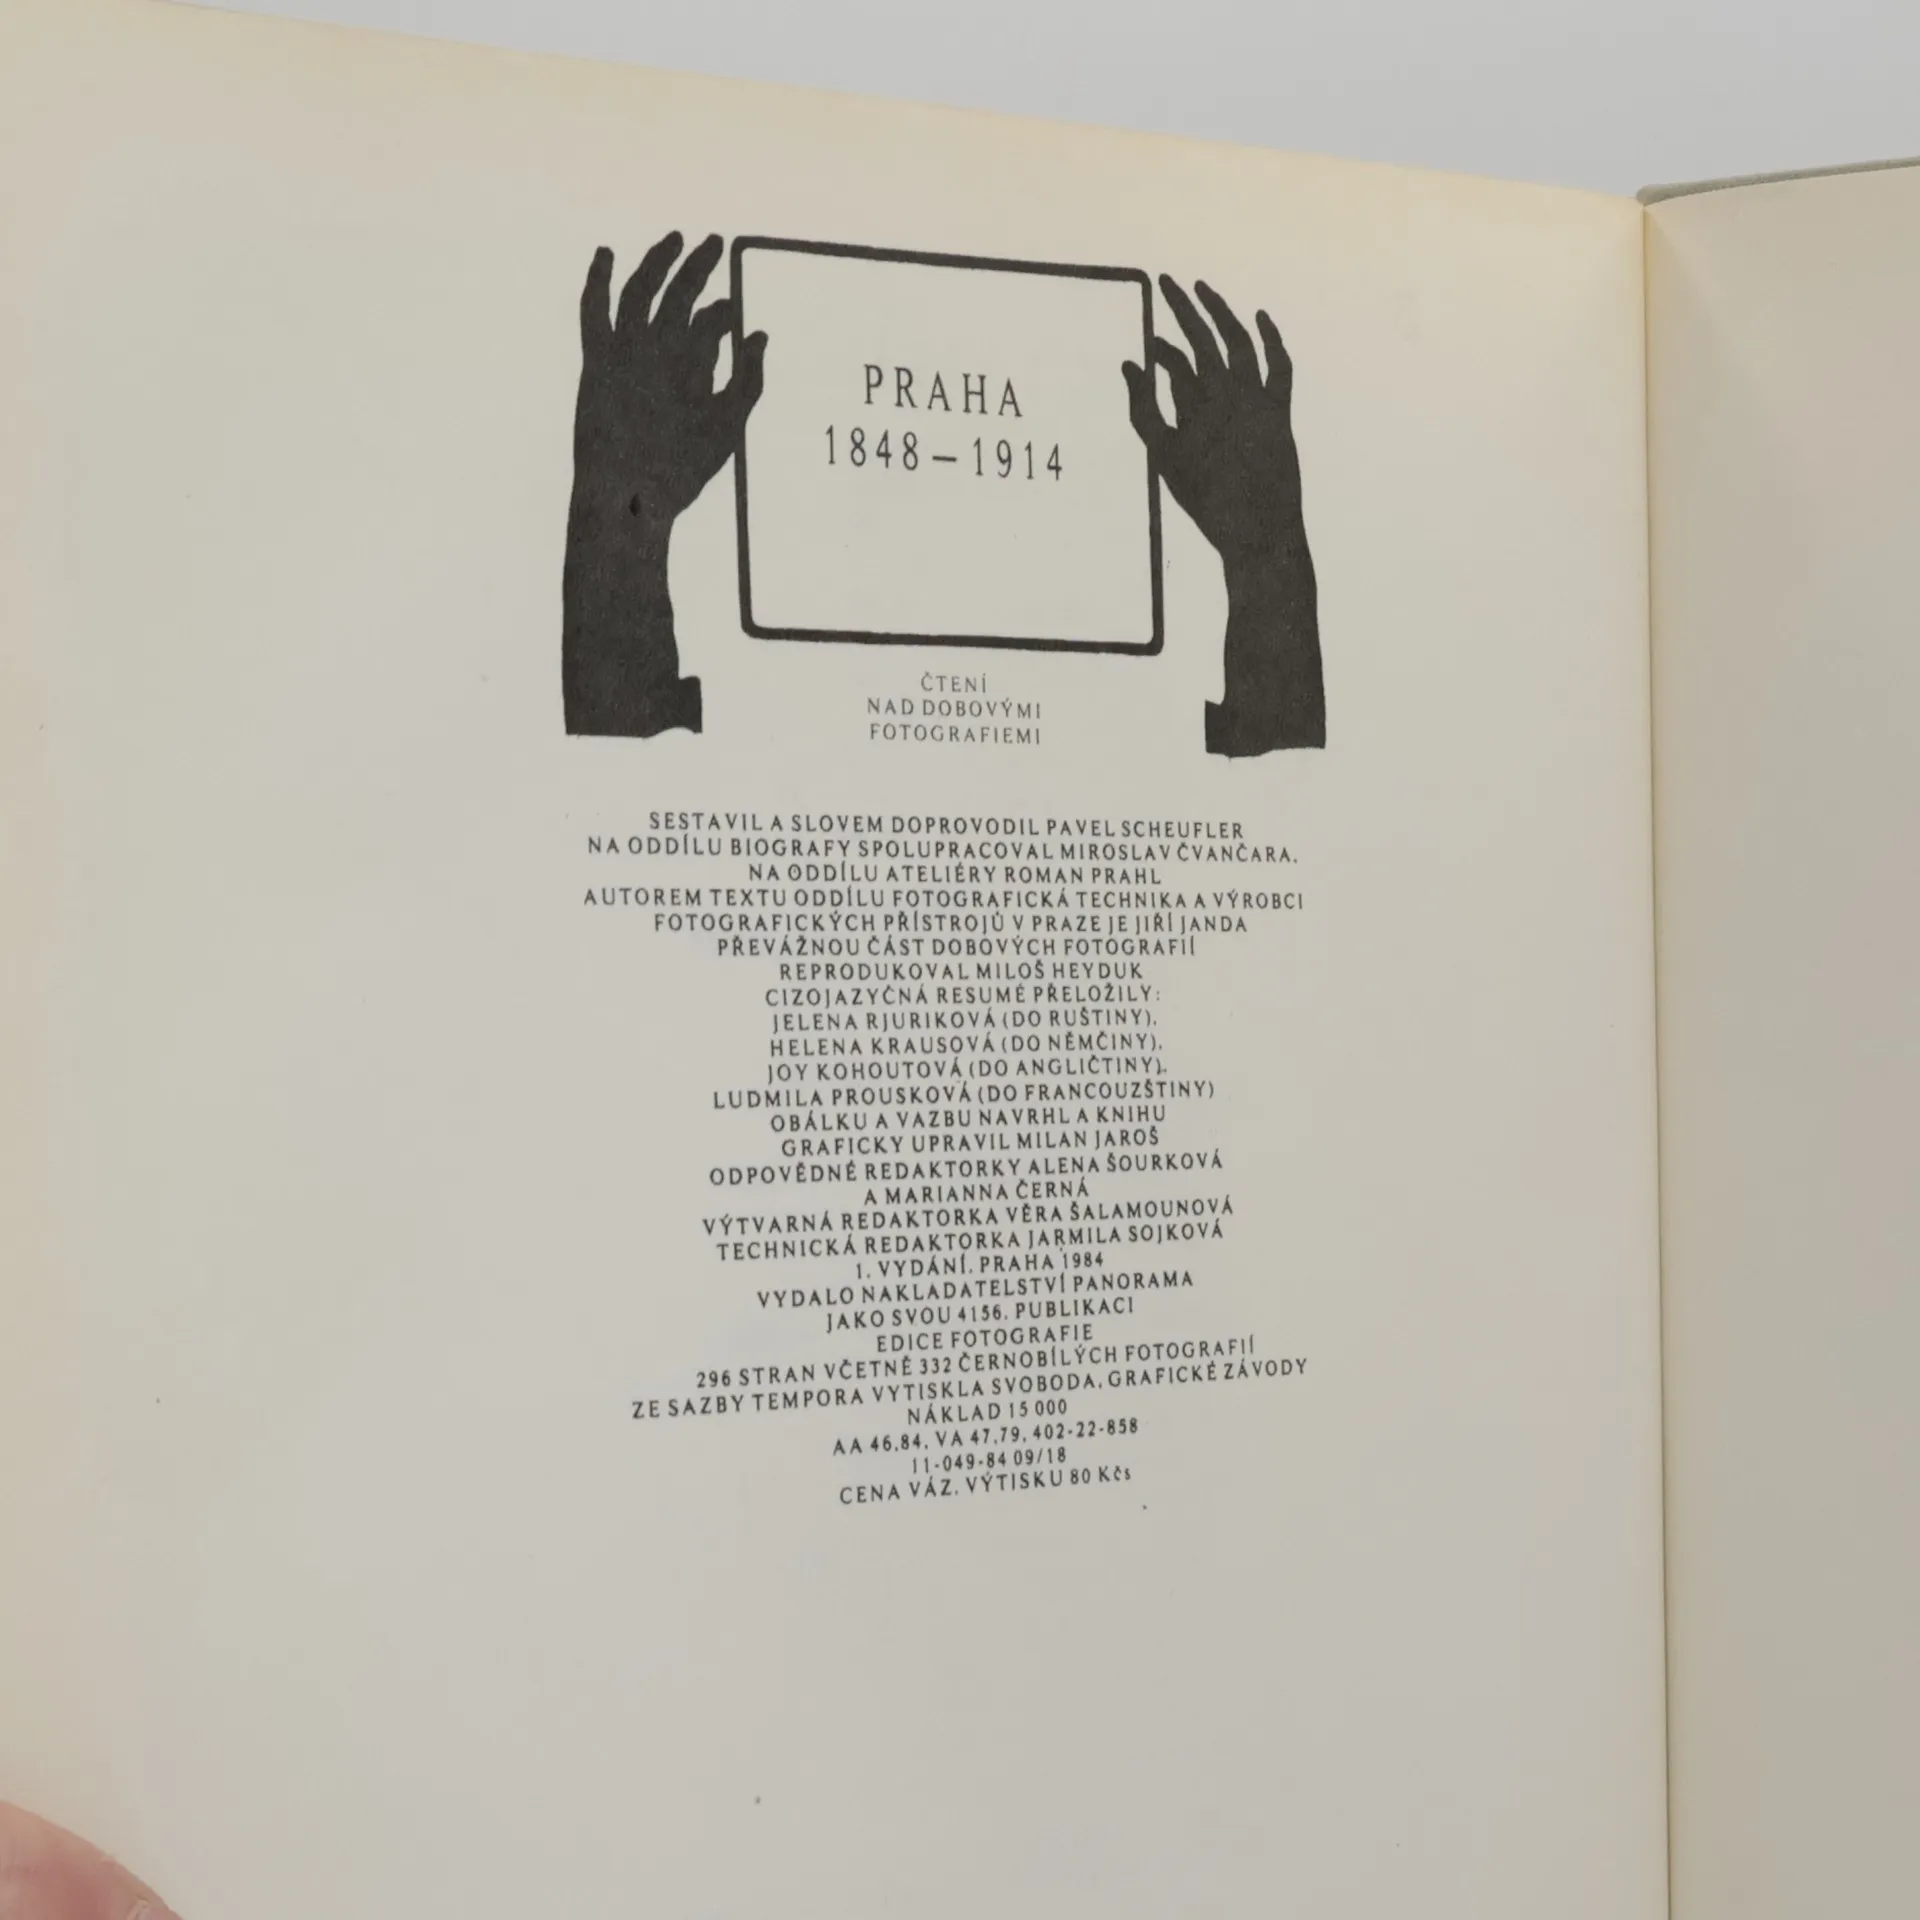 PRAHA
1848–1914
ČTENÍ
NAD DOBOVÝMI
FOTOGRAFIEMI
SESTAVIL A SLOVEM DOPROVODIL PAVEL SCHEUFLER
NA ODDÍLU BIOGRAFY SPOLUPRACOVAL MIROSLAV ČVANČARA,
NA ODDÍLU ATELIÉRY ROMAN PRAHL
AUTOREM TEXTU ODDÍLU FOTOGRAFICKÁ TECHNIKA A VÝROBCI
FOTOGRAFICKÝCH PŘÍSTROJŮ V PRAZE JE JIŘÍ JANDA
PŘEVÁŽNOU ČÁST DOBOVÝCH FOTOGRAFIÍ
REPRODUKOVAL MILOŠ HEYDUK
CIZOJAZYČNÁ RESUMÉ PŘELOŽILY:
JELENA RJURIKOVÁ (DO RUŠTINY),
HELENA KRAUSOVÁ (DO NĚMČINY),
JOY KOHOUTOVÁ (DO ANGLIČTINY),
LUDMILA PROUSKOVÁ (DO FRANCOUZŠTINY)
OBÁLKU A VAZBU NAVRHL A KNIHU
GRAFICKY UPRAVIL MILAN JAROŠ
ODPOVĚDNÉ REDAKTORKY ALENA ŠOURKOVÁ
A MARIANNA ČERNÁ
VÝTVARNÁ REDAKTORKA VĚRA ŠALAMOUNOVÁ
TECHNICKÁ REDAKTORKA JARMILA SOJKOVÁ
1. VYDÁNÍ. PRAHA 1984
VYDALO NAKLADATELSTVÍ PANORAMA
JAKO SVOU 4156. PUBLIKACI
EDICE FOTOGRAFIE
296 STRAN VČETNĚ 332 ČERNOBÍLÝCH FOTOGRAFIÍ
ZE SAZBY TEMPORA VYTISKLA SVOBODA, GRAFICKÉ ZÁVODY
NÁKLAD 15 000
AA 46,84, VA 47,79, 402-22-858
11-049-84 09/18
CENA VÁZ. VÝTISKU 80 Kčs